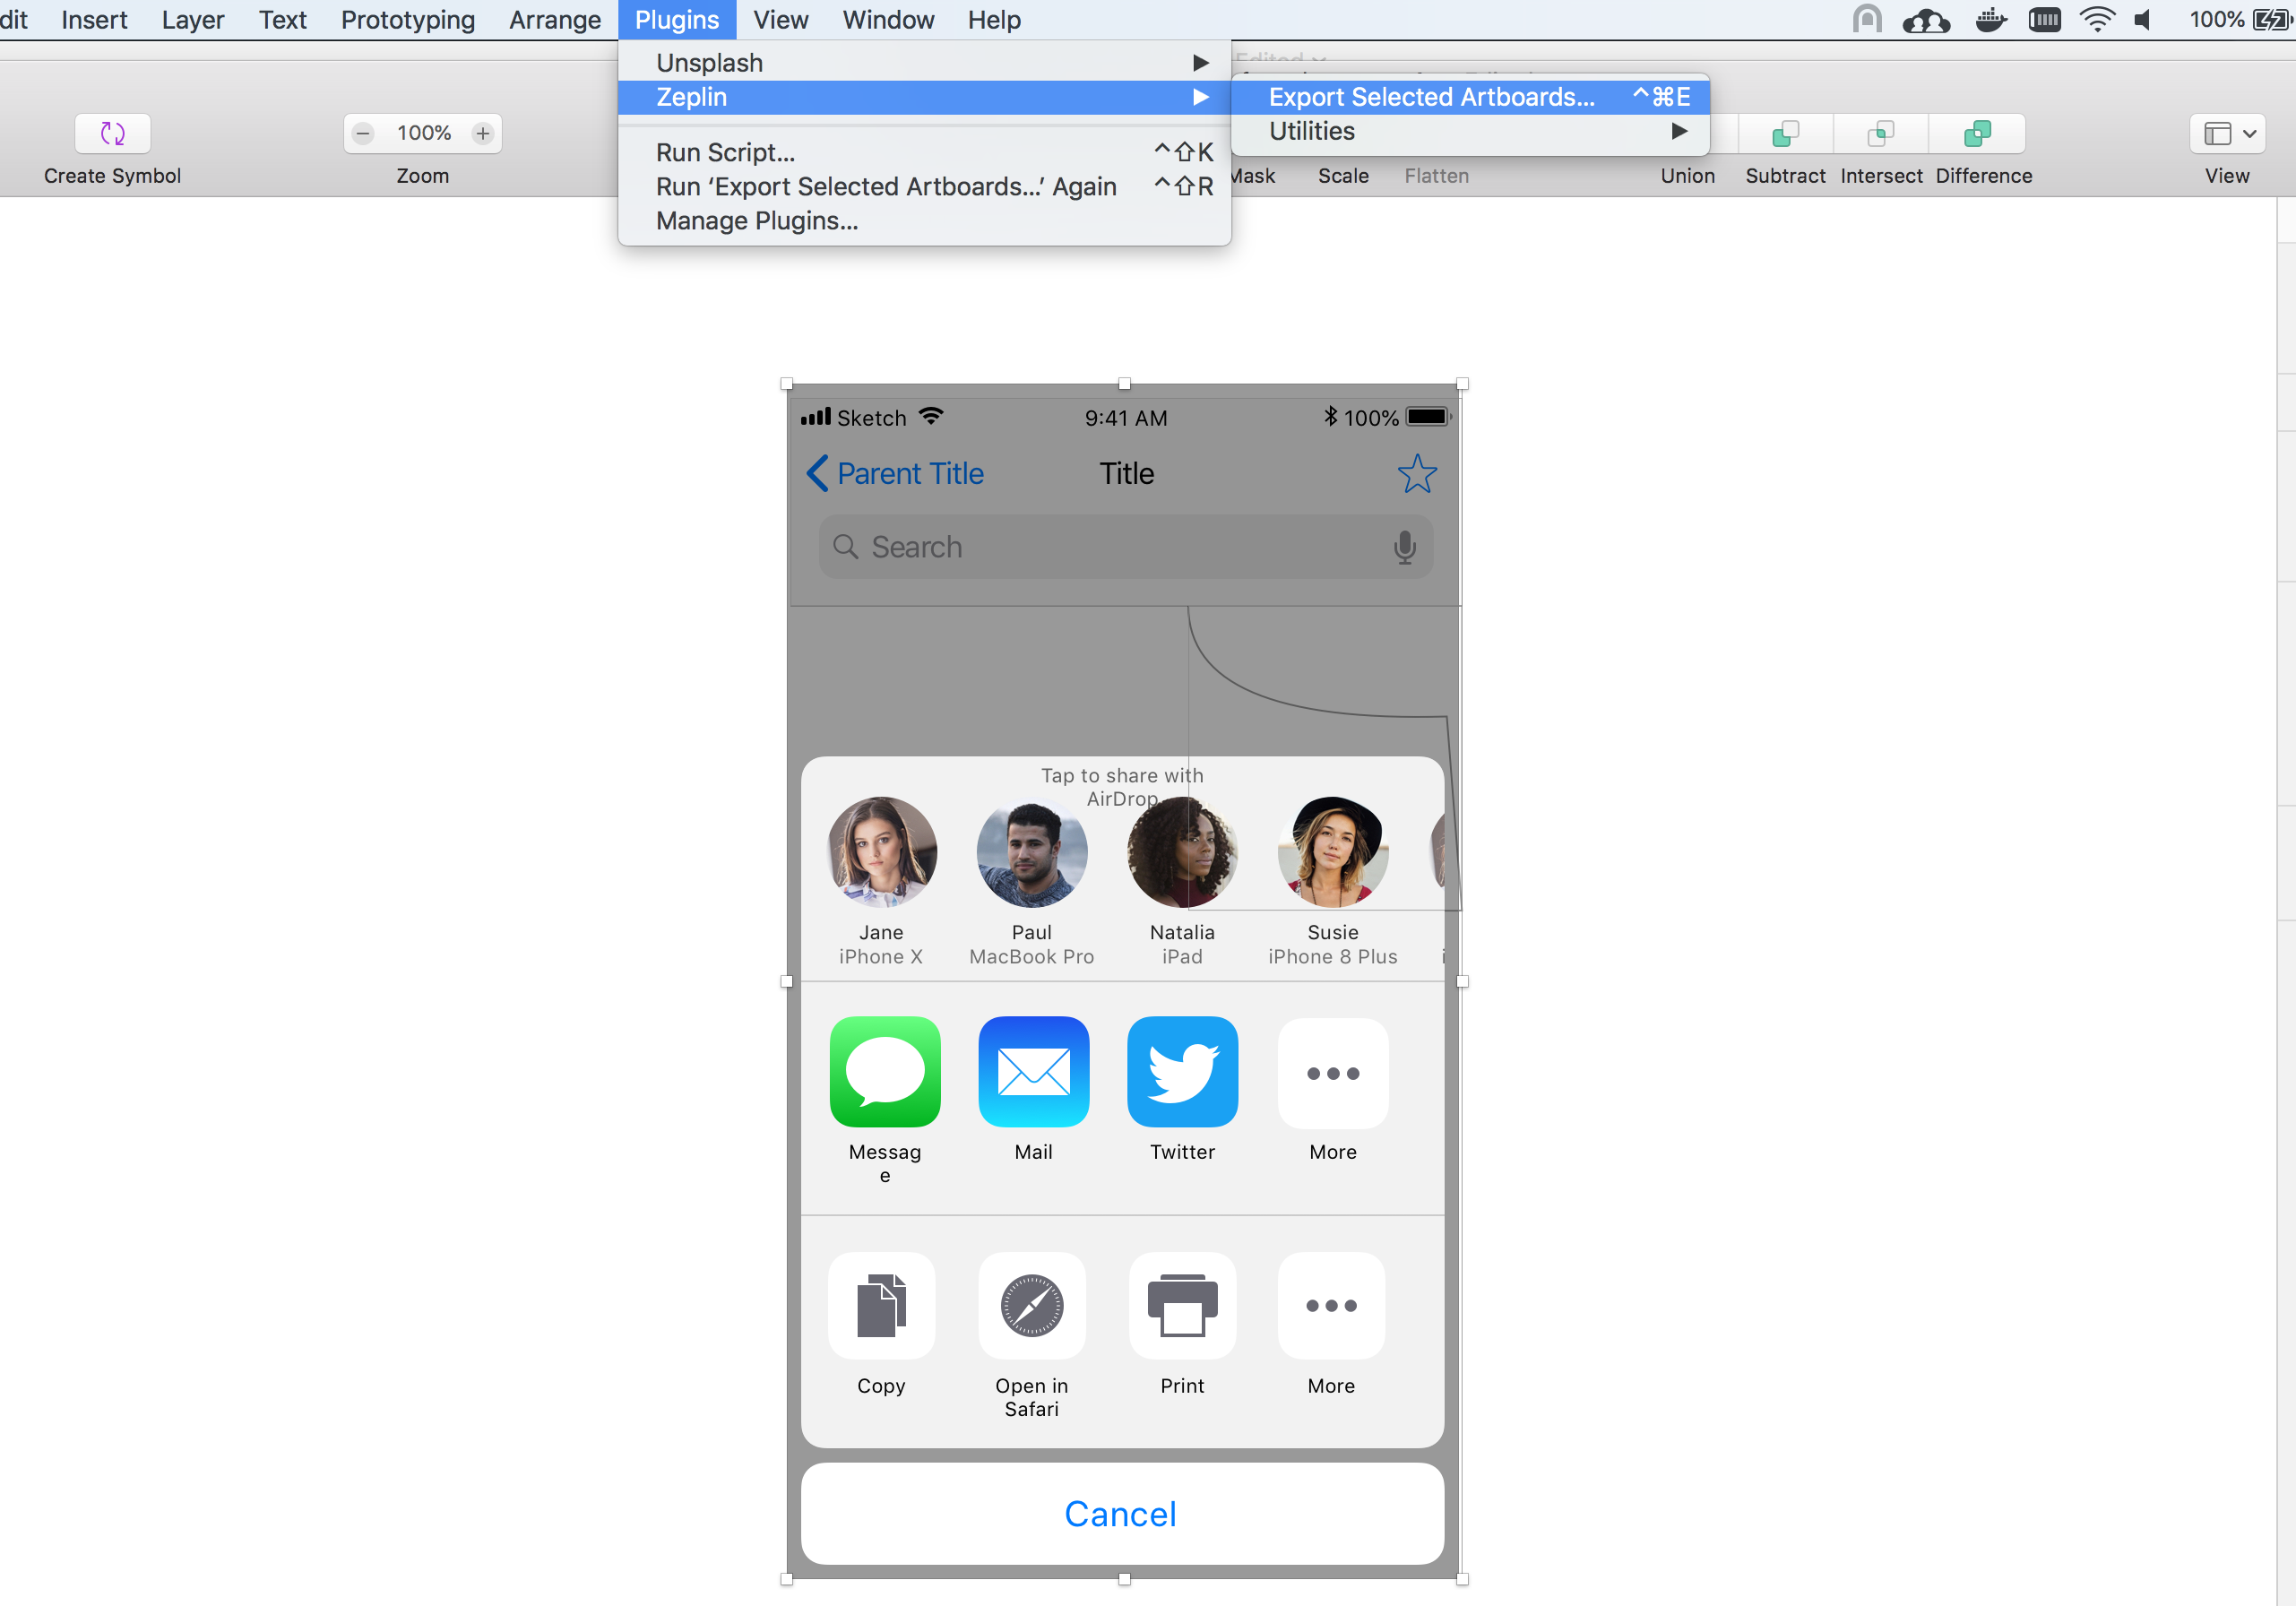 dit Insert Layer Text Prototyping Arrange Plugins View Window Help 100%
Unsplash
Edited
Zeplin
Export Selected Artboards... ^⌘E
Utilities
100%
Create Symbol Zoom
Mask Scale Flatten Union Subtract Intersect Difference View
Run Script... ^⇧K
Run ‘Export Selected Artboards...’ Again ^⇧R
Manage Plugins...
Sketch 9:41 AM 100%
Parent Title Title
Search
Tap to share with
AirDrop
Jane Paul Natalia Susie
iPhone X MacBook Pro iPad iPhone 8 Plus i
Messag Mail Twitter More
e
Copy Open in Print More
Safari
Cancel